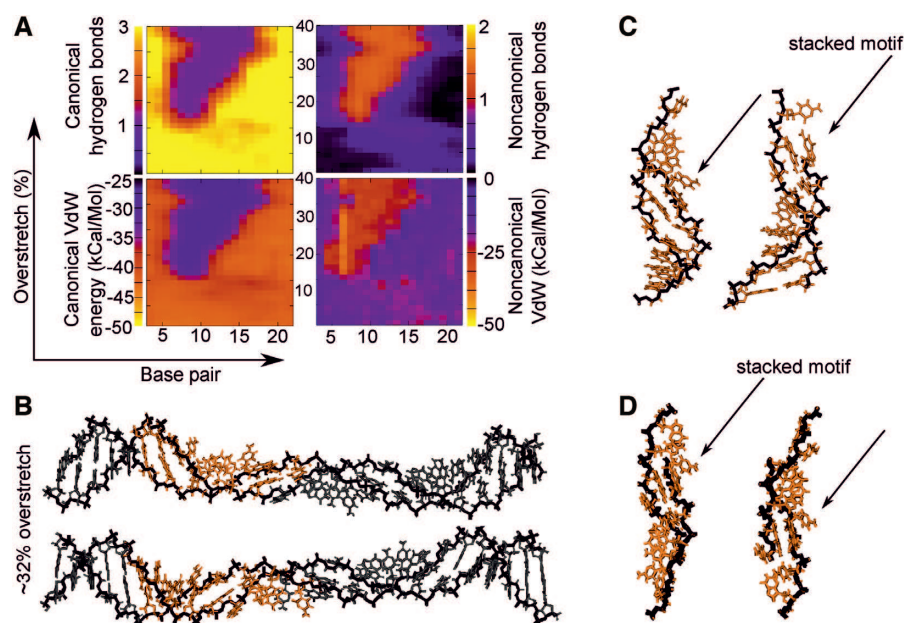 A
Overstretch (%)
Canonical
hydrogen bonds
3
2
1
40
30
20
10
2
1
0
Noncanonical
hydrogen bonds
Canonical VdW
energy (kCal/Mol)
-25
-30
-35
-40
-45
-50
40
30
20
10
0
-25
-50
Noncanonical
VdW (kCal/Mol)
5 10 15 20
5 10 15 20
Base pair
B
~32% overstretch
C
stacked motif
D
stacked motif